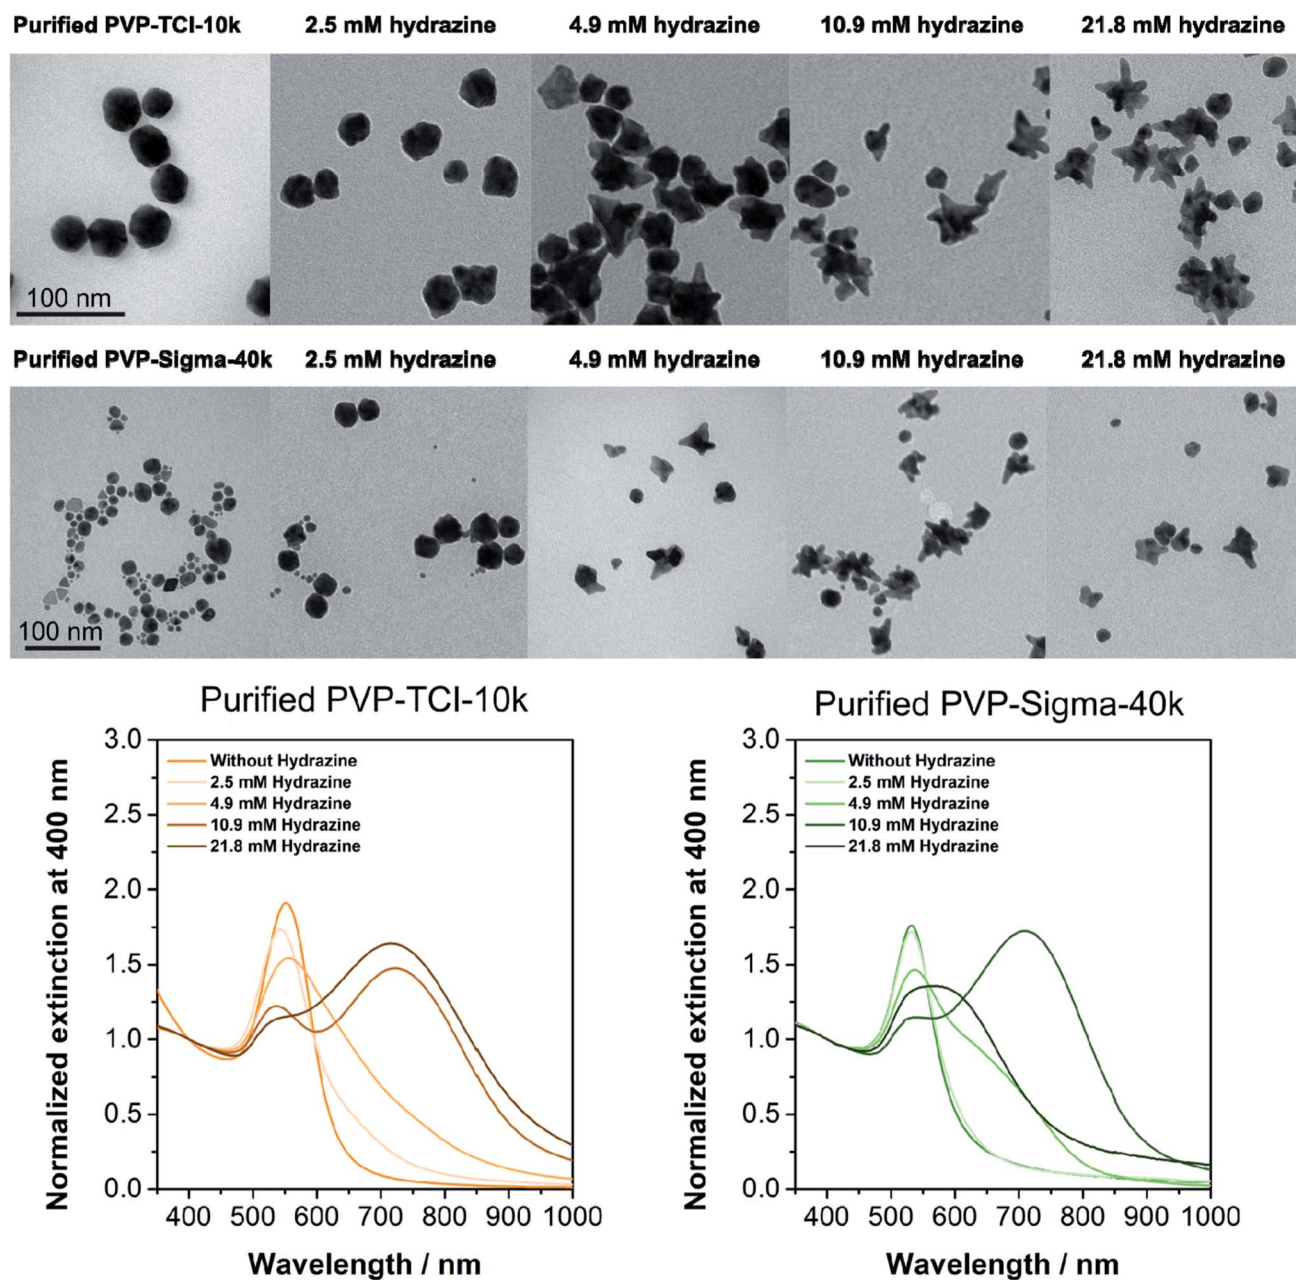 Purified PVP-TCI-10k 2.5 mM hydrazine 4.9 mM hydrazine 10.9 mM hydrazine 21.8 mM hydrazine
100 nm
Purified PVP-Sigma-40k 2.5 mM hydrazine 4.9 mM hydrazine 10.9 mM hydrazine 21.8 mM hydrazine
100 nm
Purified PVP-TCI-10k
Normalized extinction at 400 nm
3.0
2.5
2.0
1.5
1.0
0.5
0.0
Without Hydrazine
2.5 mM Hydrazine
4.9 mM Hydrazine
10.9 mM Hydrazine
21.8 mM Hydrazine
400 500 600 700 800 900 1000
Wavelength / nm
Purified PVP-Sigma-40k
Normalized extinction at 400 nm
3.0
2.5
2.0
1.5
1.0
0.5
0.0
Without Hydrazine
2.5 mM Hydrazine
4.9 mM Hydrazine
10.9 mM Hydrazine
21.8 mM Hydrazine
400 500 600 700 800 900 1000
Wavelength / nm